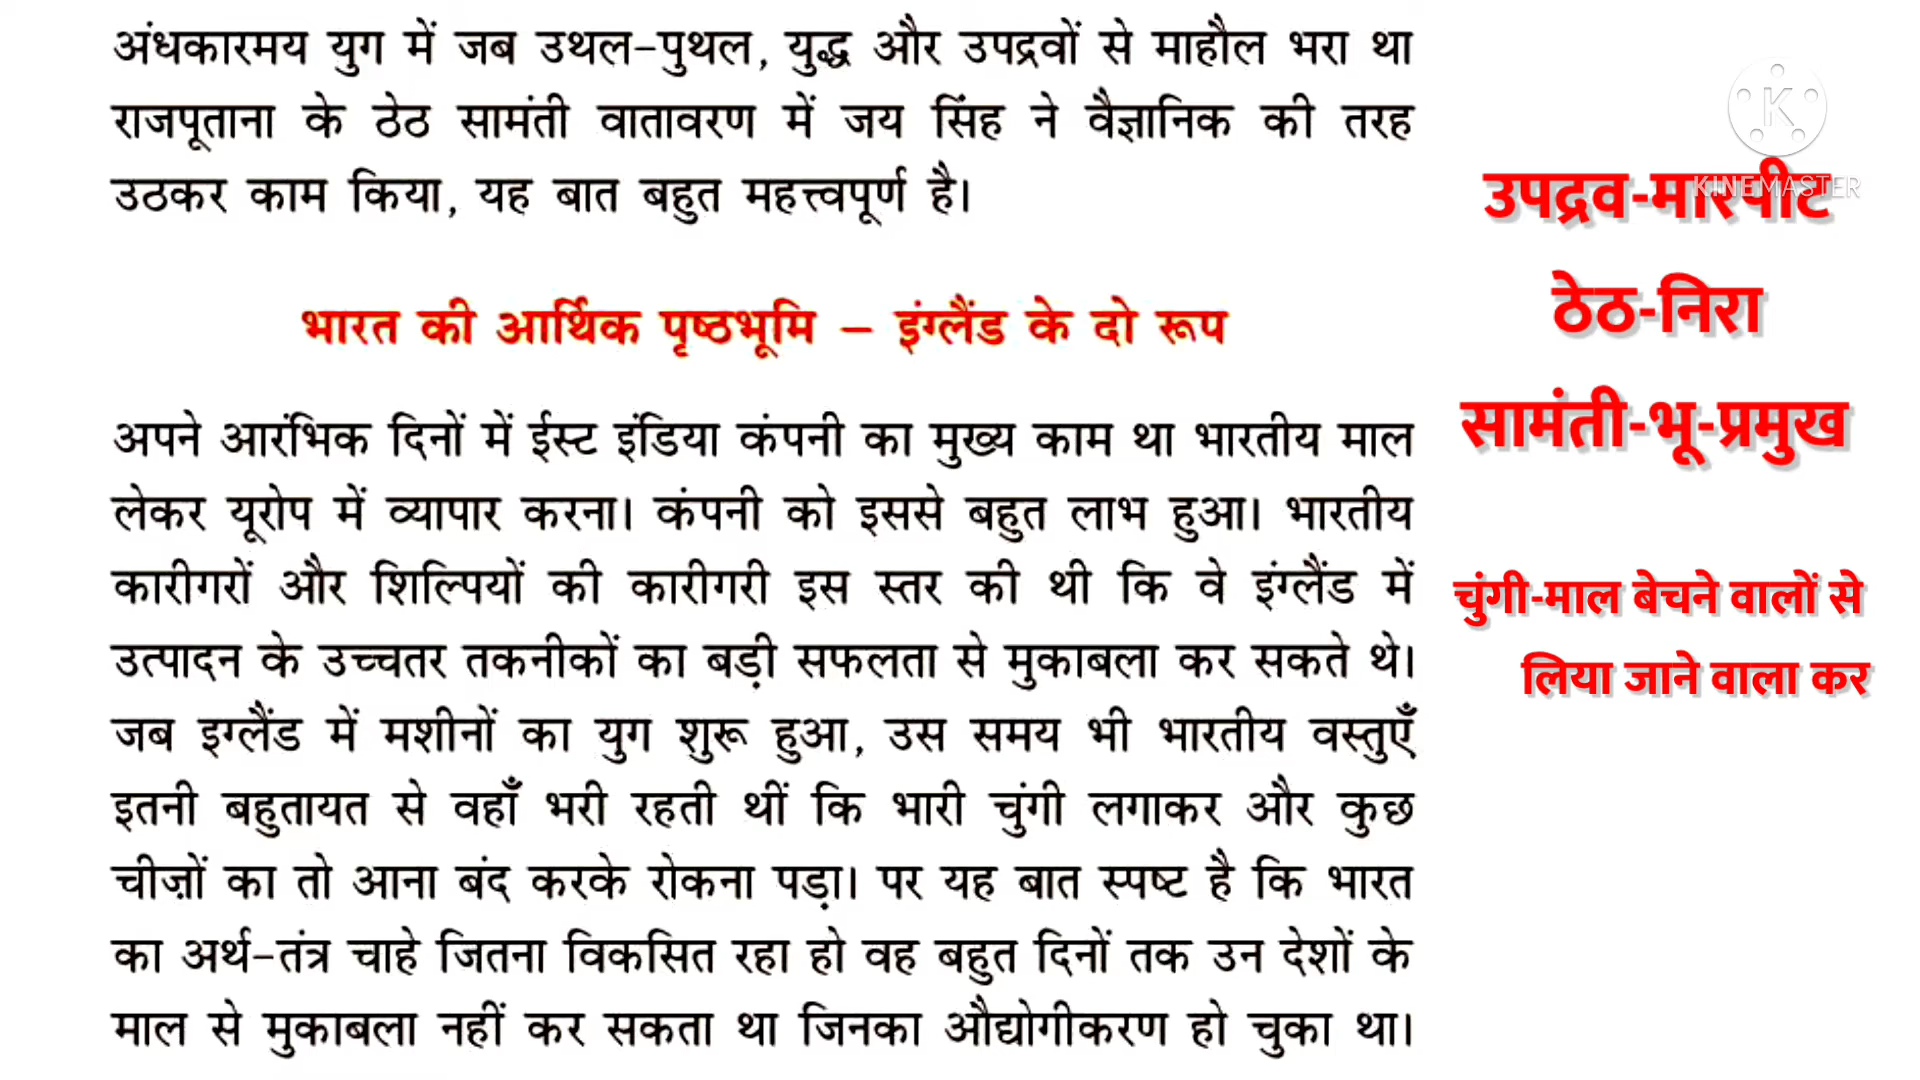 अंधकारमय युग में जब उथल-पुथल, युद्ध और उपद्रवों से माहौल भरा था
राजपूताना के ठेठ सामंती वातावरण में जय सिंह ने वैज्ञानिक की तरह
उठकर काम किया, यह बात बहुत महत्त्वपूर्ण है।
भारत की आर्थिक पृष्ठभूमि – इंग्लैंड के दो रूप
अपने आरंभिक दिनों में ईस्ट इंडिया कंपनी का मुख्य काम था भारतीय माल
लेकर यूरोप में व्यापार करना। कंपनी को इससे बहुत लाभ हुआ। भारतीय
कारीगरों और शिल्पियों की कारीगरी इस स्तर की थी कि वे इंग्लैंड में
उत्पादन के उच्चतर तकनीकों का बड़ी सफलता से मुकाबला कर सकते थे।
जब इग्लैंड में मशीनों का युग शुरू हुआ, उस समय भी भारतीय वस्तुएँ
इतनी बहुतायत से वहाँ भरी रहती थीं कि भारी चुंगी लगाकर और कुछ
चीज़ों का तो आना बंद करके रोकना पड़ा। पर यह बात स्पष्ट है कि भारत
का अर्थ-तंत्र चाहे जितना विकसित रहा हो वह बहुत दिनों तक उन देशों के
माल से मुकाबला नहीं कर सकता था जिनका औद्योगीकरण हो चुका था।
K
KINEMASTER
उपद्रव-मारपीट
ठेठ-निरा
सामंती-भू-प्रमुख
चुंगी-माल बेचने वालों से
लिया जाने वाला कर